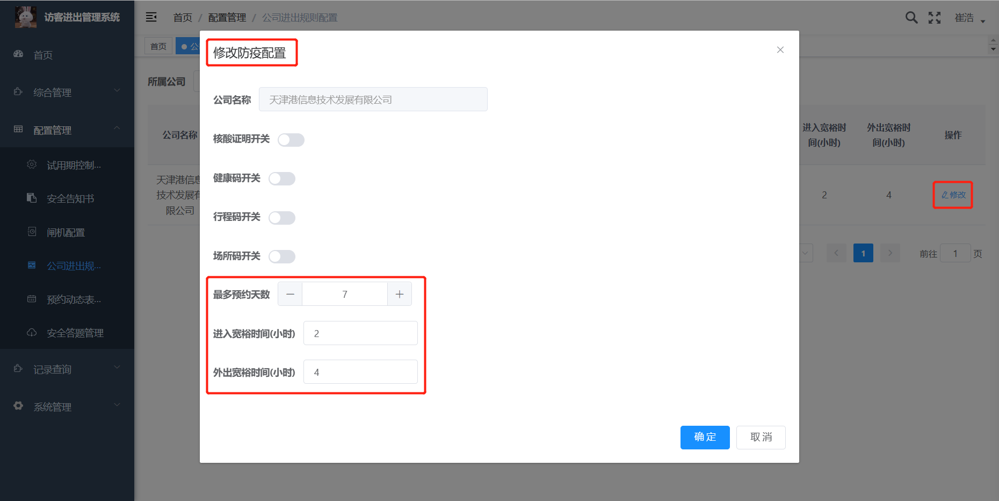 访客进出管理系统
首页
综合管理
配置管理
试用期控制...
安全告知书
闸机配置
公司进出规...
预约动态表...
安全答题管理
记录查询
系统管理
首页 / 配置管理 / 公司进出规则配置
崔浩
首页
所属公司
公司名称
进入宽裕时
间(小时)
外出宽裕时
间(小时)
操作
天津港信息
技术发展有
限公司
2
4
修改
1
前往 1 页
修改防疫配置
公司名称 天津港信息技术发展有限公司
核酸证明开关
健康码开关
行程码开关
场所码开关
最多预约天数 7
进入宽裕时间(小时) 2
外出宽裕时间(小时) 4
确 定
取 消